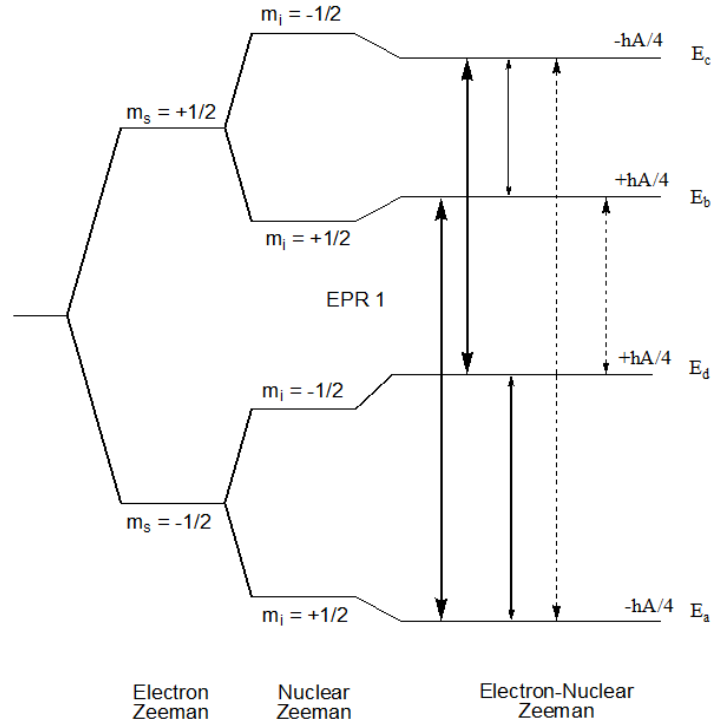 m_i = -1/2
-hA/4
E_c
m_s = +1/2
+hA/4
E_b
m_i = +1/2
EPR 1
+hA/4
E_d
m_i = -1/2
m_s = -1/2
-hA/4
E_a
m_i = +1/2
Electron
Zeeman
Nuclear
Zeeman
Electron-Nuclear
Zeeman